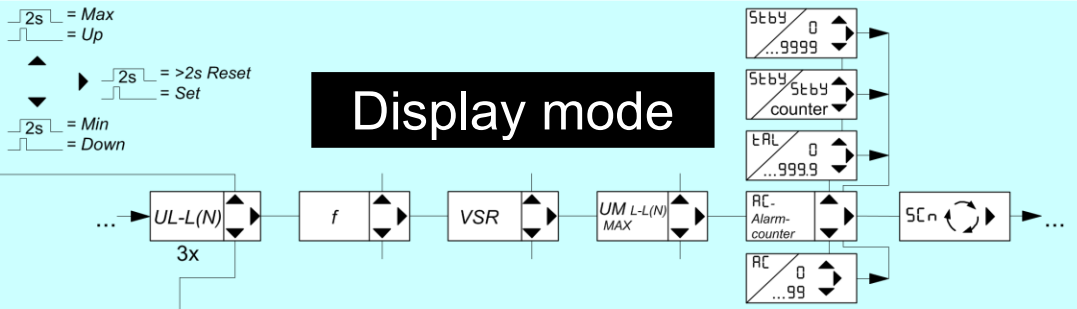 2s = Max
= Up
2s = >2s Reset
= Set
2s = Min
= Down
Display mode
StbY 0
...9999
StbY StbY
counter
tAL 0
...999.9
... UL-L(N)
3x
f
VSR
UM L-L(N)
MAX
AC-
Alarm-
counter
SCn ...
AC 0
...99